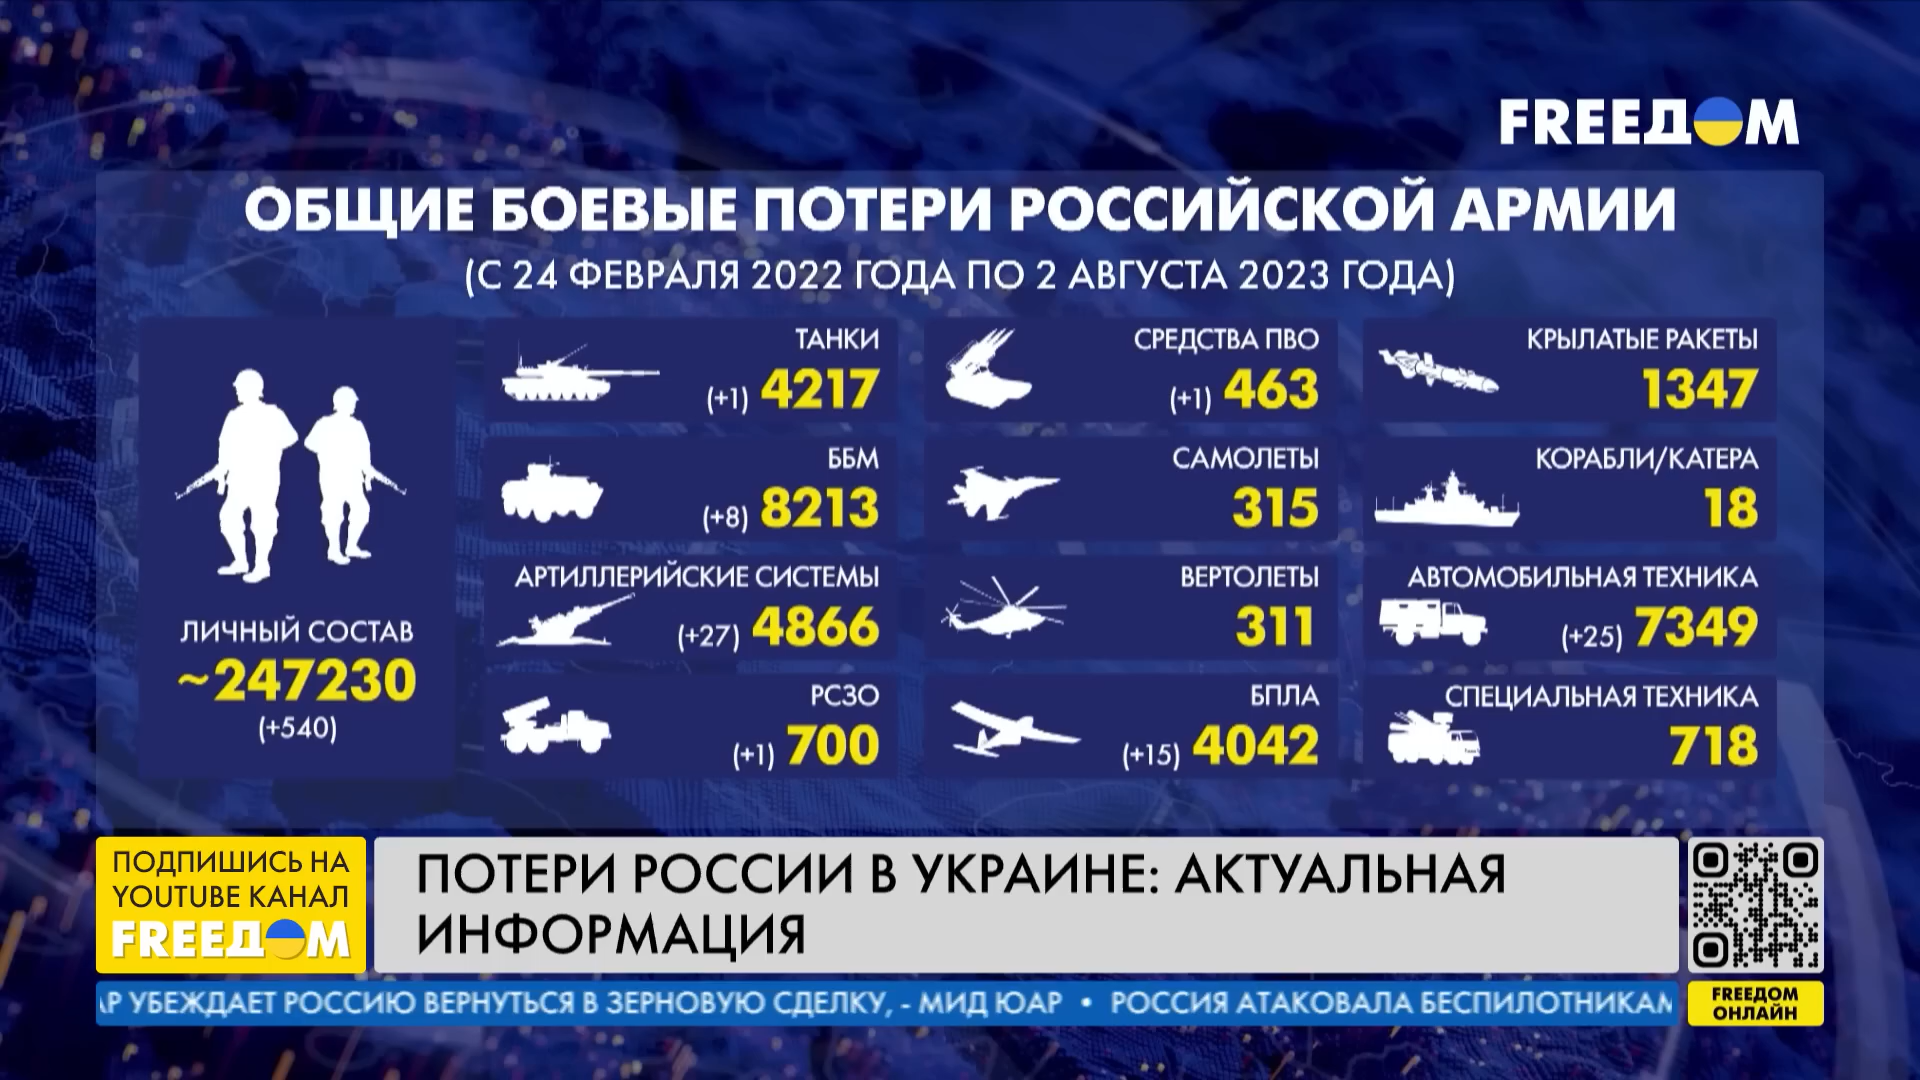 FREEДOM
ОБЩИЕ БОЕВЫЕ ПОТЕРИ РОССИЙСКОЙ АРМИИ
(С 24 ФЕВРАЛЯ 2022 ГОДА ПО 2 АВГУСТА 2023 ГОДА)
ЛИЧНЫЙ СОСТАВ
~247230
(+540)
ТАНКИ
(+1) 4217
ББМ
(+8) 8213
АРТИЛЛЕРИЙСКИЕ СИСТЕМЫ
(+27) 4866
РСЗО
(+1) 700
СРЕДСТВА ПВО
(+1) 463
САМОЛЕТЫ
315
ВЕРТОЛЕТЫ
311
БПЛА
(+15) 4042
КРЫЛАТЫЕ РАКЕТЫ
1347
КОРАБЛИ/КАТЕРА
18
АВТОМОБИЛЬНАЯ ТЕХНИКА
(+25) 7349
СПЕЦИАЛЬНАЯ ТЕХНИКА
718
ПОДПИШИСЬ НА
YOUTUBE КАНАЛ
FREEДOM
ПОТЕРИ РОССИИ В УКРАИНЕ: АКТУАЛЬНАЯ
ИНФОРМАЦИЯ
УБЕЖДАЕТ РОССИЮ ВЕРНУТЬСЯ В ЗЕРНОВУЮ СДЕЛКУ, - МИД ЮАР • РОССИЯ АТАКОВАЛА БЕСПИЛОТНИКАМ
FREEДOM
ОНЛАЙН